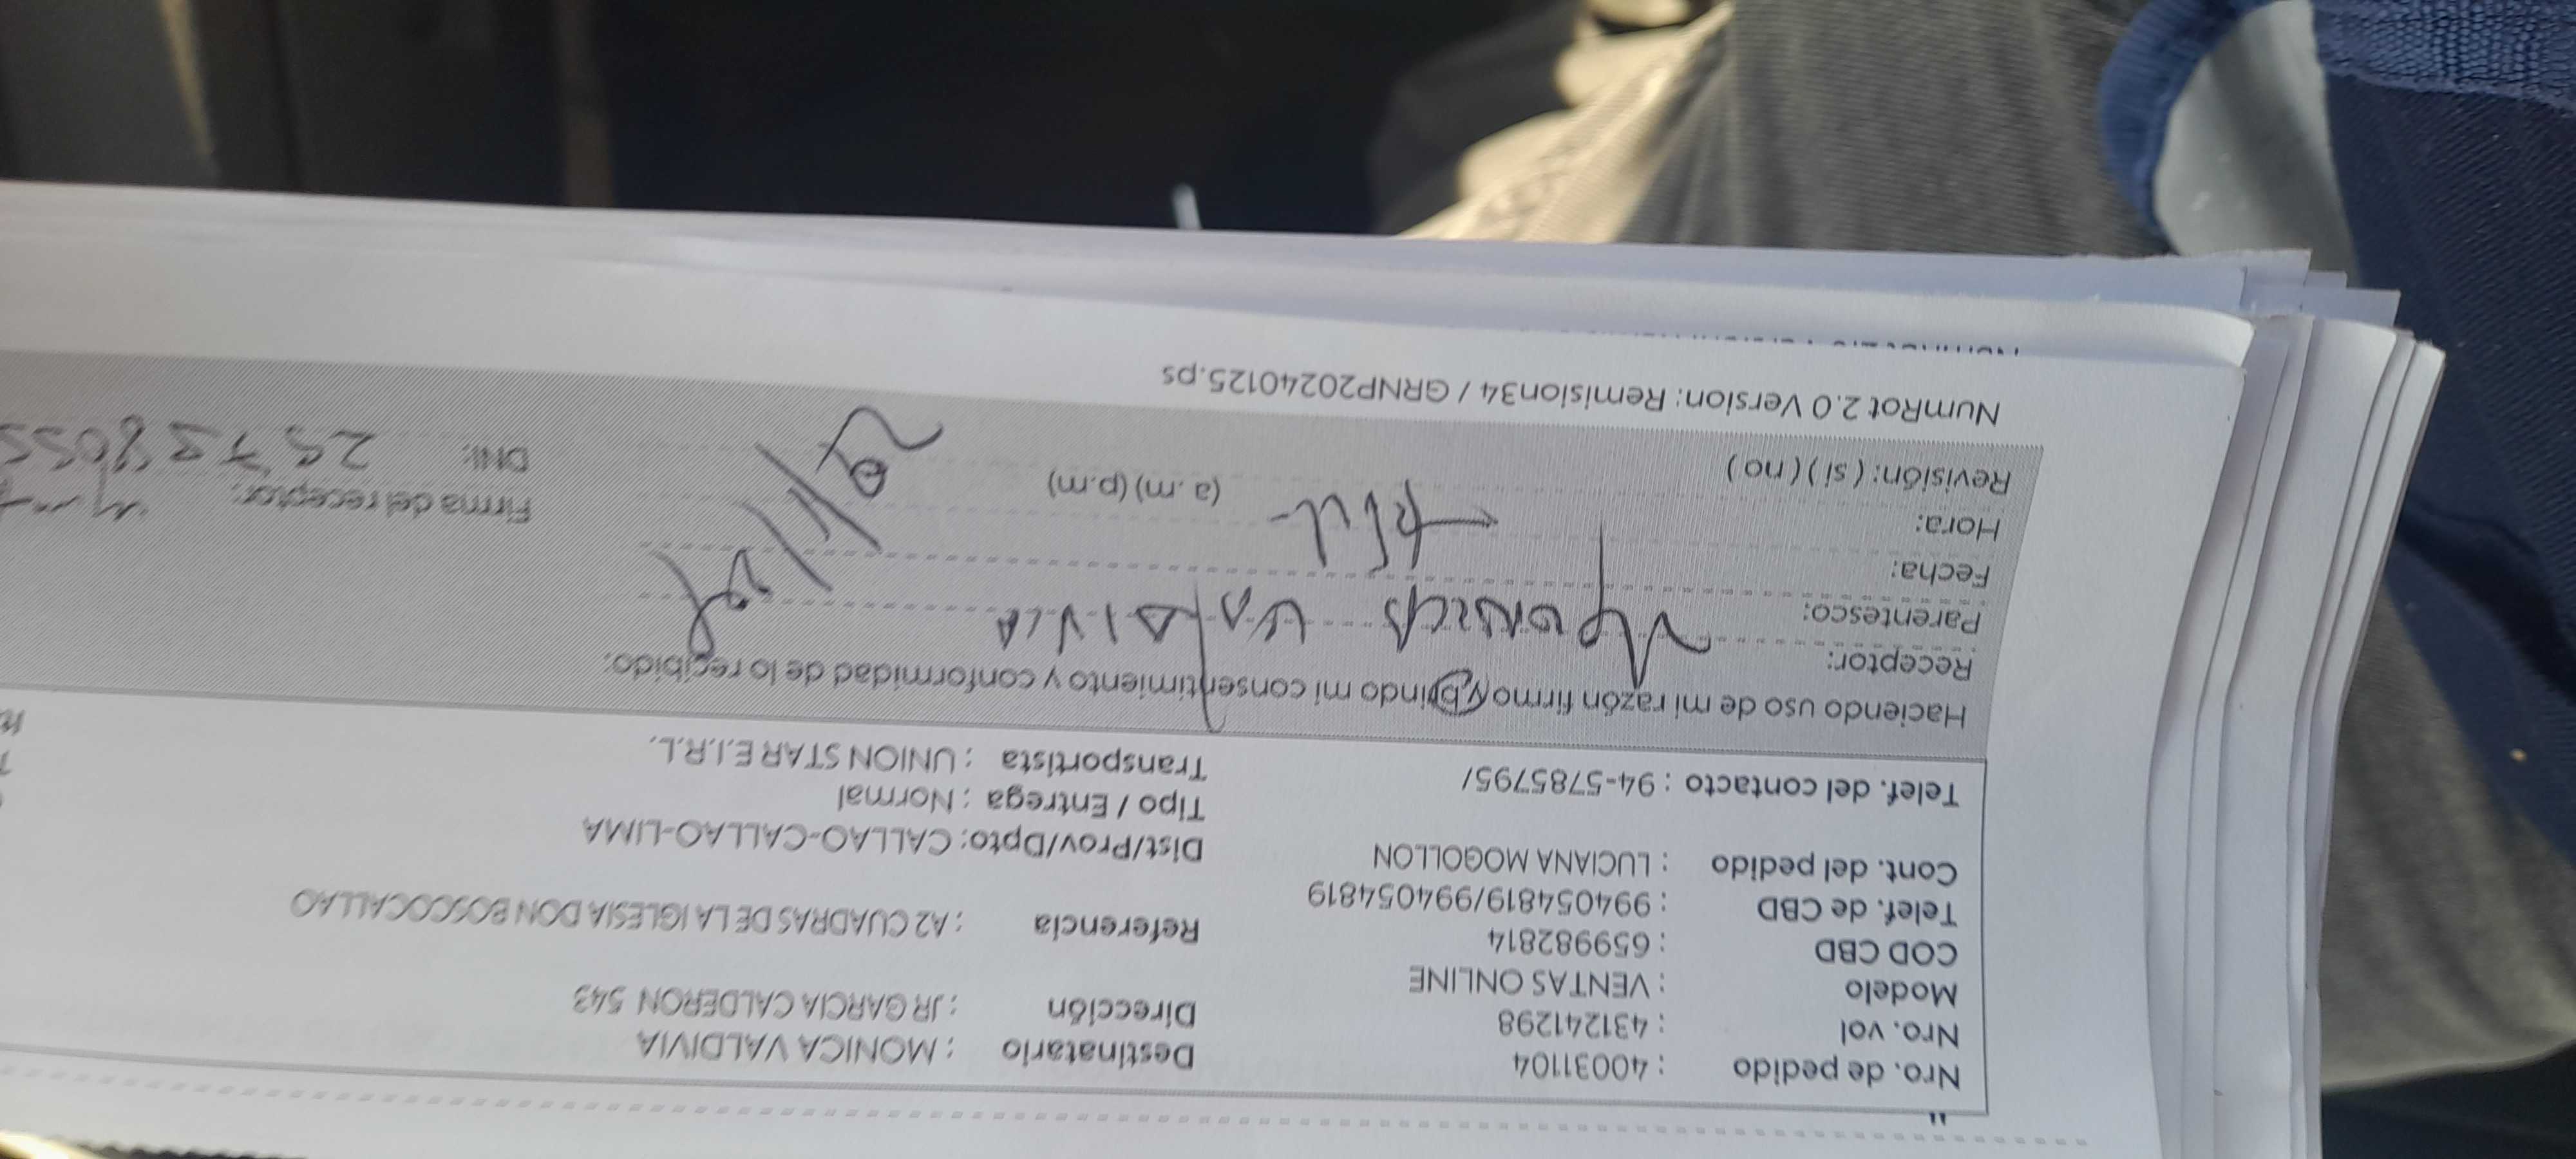 Nro. de pedido : 40031104 Destinatario : MONICA VALDIVIA
Nro. vol : 431241298 Dirección : JR GARCIA CALDERON 543
Modelo : VENTAS ONLINE
COD CBD : 659982814 Referencia : A2 CUADRAS DE LA IGLESIA DON BOSCOCALLAO
Telef. de CBD : 994054819/994054819
Cont. del pedido : LUCIANA MOGOLLON Dist/Prov/Dpto: CALLAO-CALLAO-LIMA
Tipo / Entrega : Normal
Telef. del contacto : 94-5785795/ Transportista : UNION STAR E.I.R.L.
Haciendo uso de mi razón firmo y brindo mi consentimiento y conformidad de lo recibido:
Receptor: MONICA VALDIVIA
Parentesco:
Fecha:
Hora: (a.m) (p.m) Firma del receptor:
Revisión: ( si ) ( no ) DNI:
NumRot 2.0 Version: Remision34 / GRNP20240125.ps